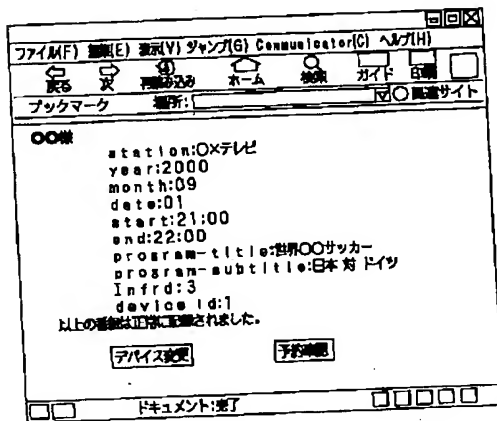 ファイル(F) 編集(E) 表示(V) ジャンプ(G) Communicator(C) ヘルプ(H)
戻る 次 再読み込み ホーム 検索 ガイド 印刷
ブックマーク 場所: 関連サイト
○○様
station:○×テレビ
year:2000
month:09
date:01
start:21:00
end:22:00
program-title:世界○○サッカー
program-subtitle:日本 対 ドイツ
Infrd:3
device id:1
以上の番組は正常に記録されました。
デバイス変更 予約確認
ドキュメント:完了